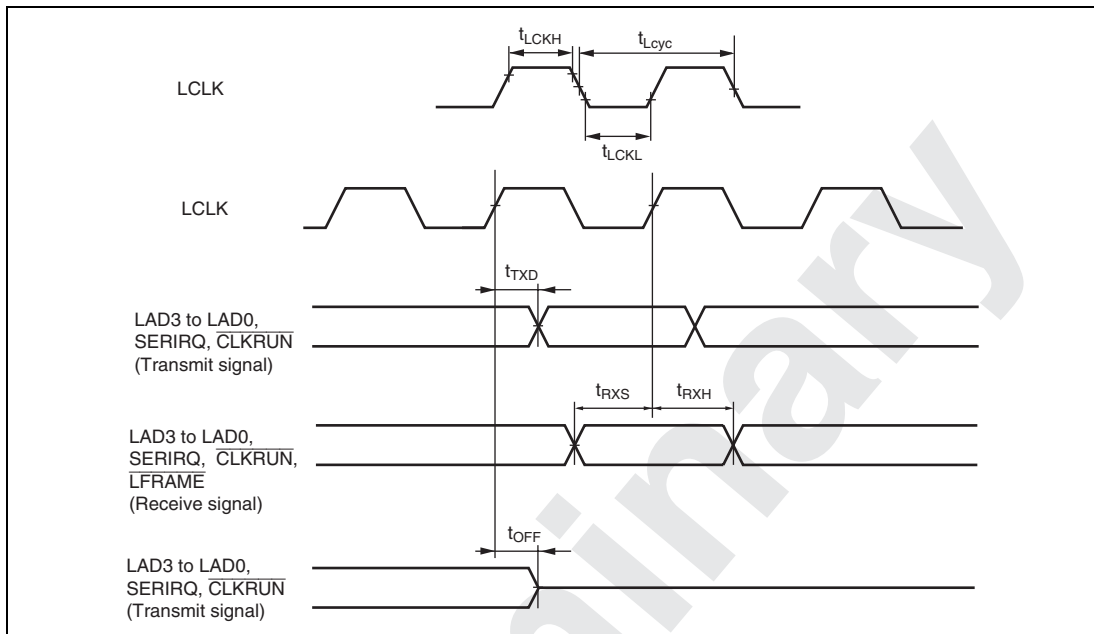 tLCKH
tLcyc
LCLK
tLCKL
LCLK
tTXD
LAD3 to LAD0,
SERIRQ, CLKRUN
(Transmit signal)
tRXS
tRXH
LAD3 to LAD0,
SERIRQ, CLKRUN,
LFRAME
(Receive signal)
tOFF
LAD3 to LAD0,
SERIRQ, CLKRUN
(Transmit signal)
inary